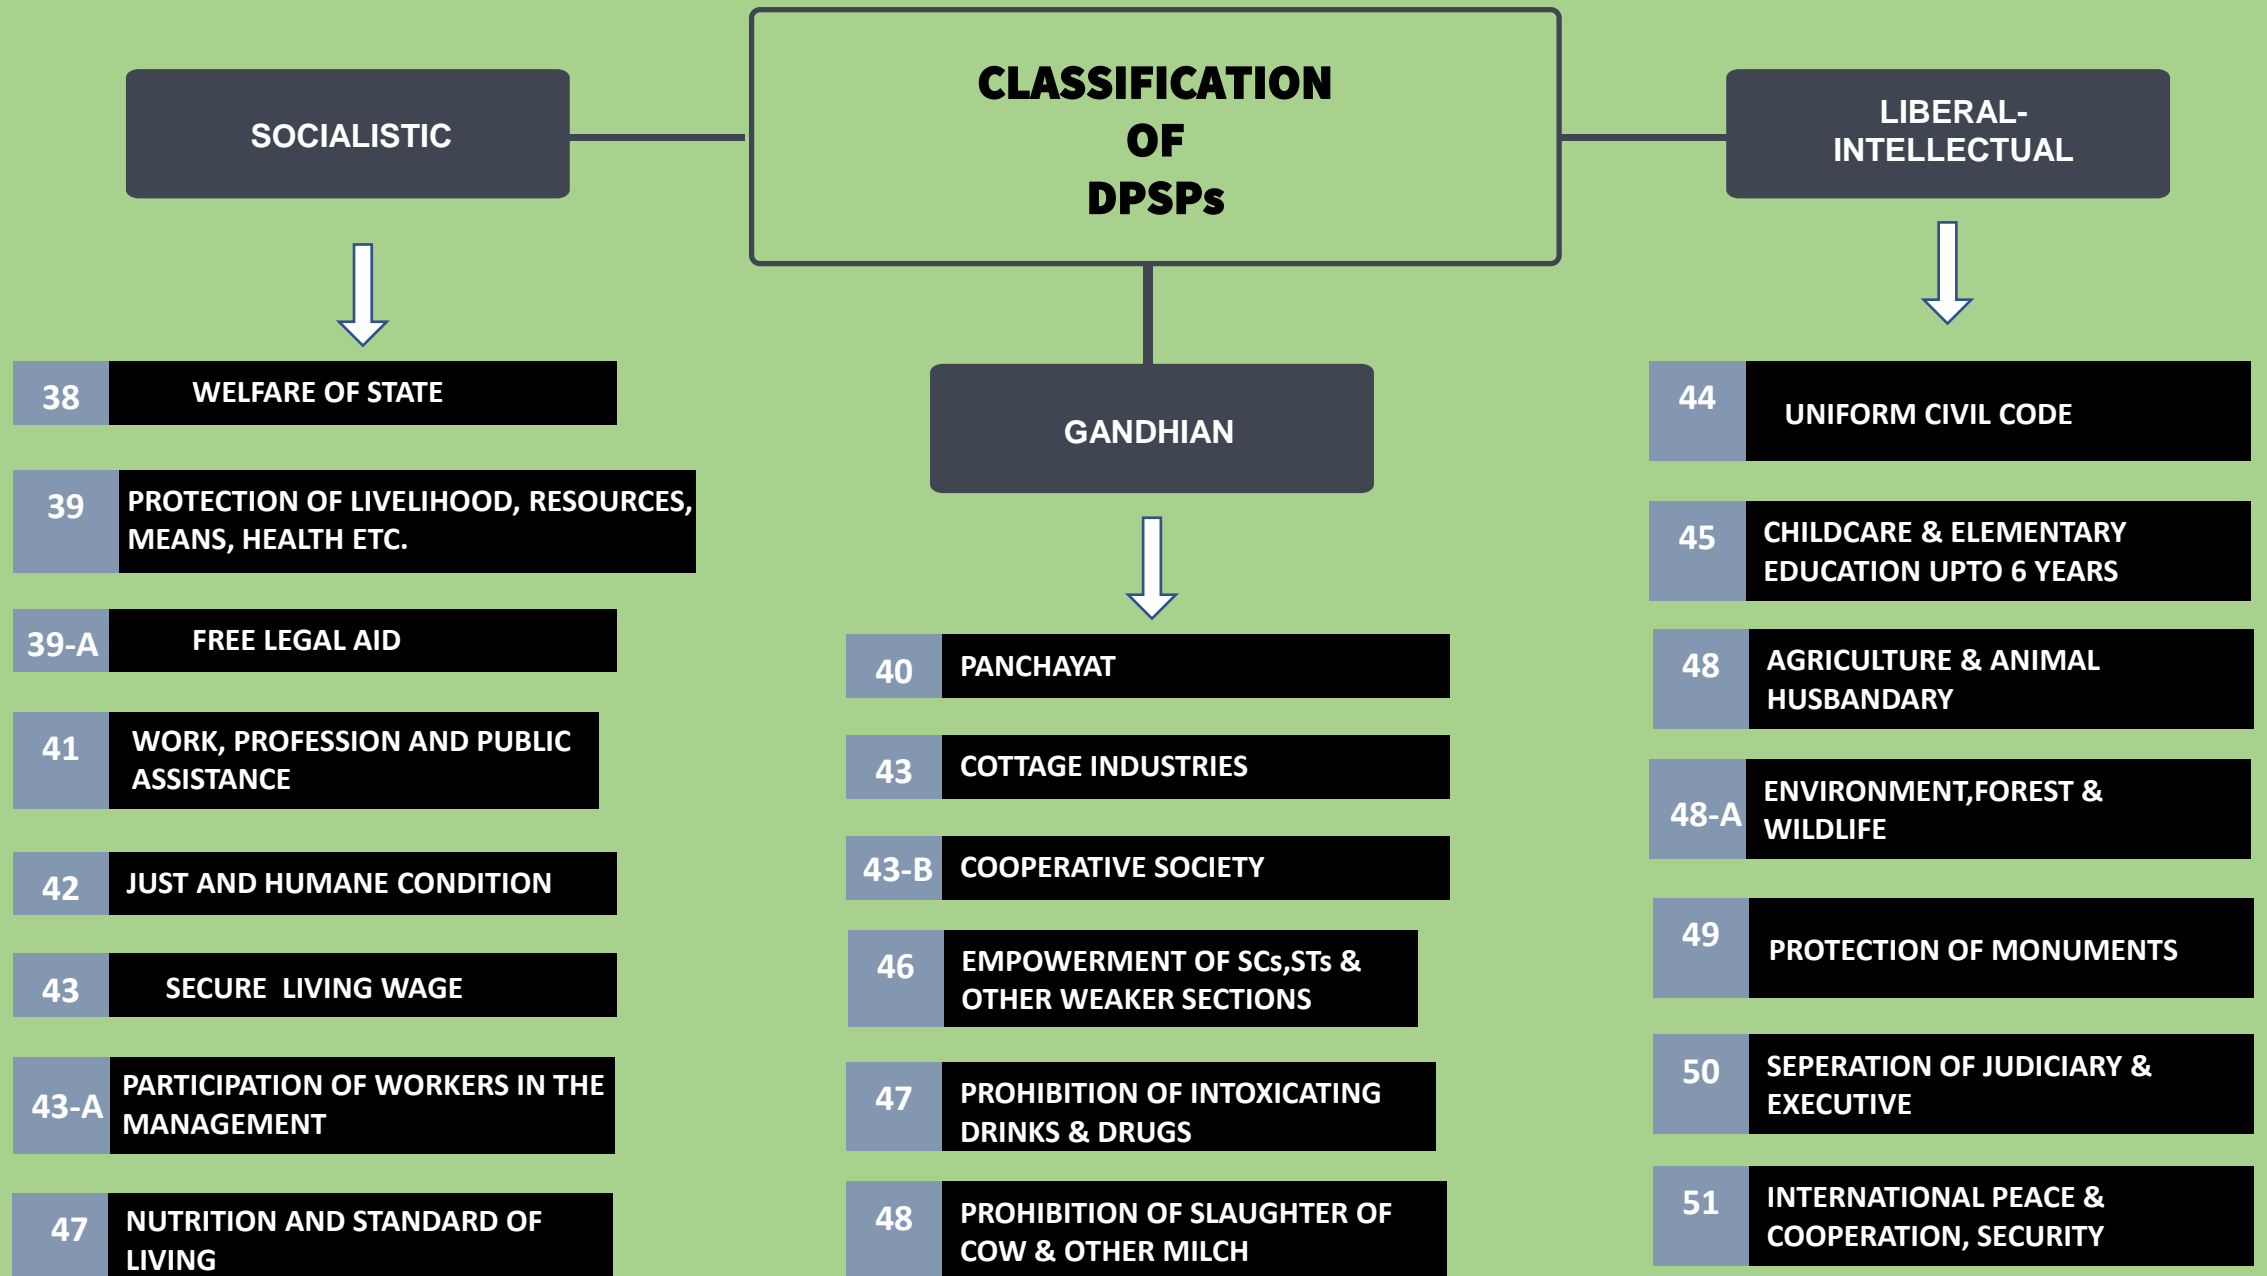 CLASSIFICATION
OF
DPSPs
SOCIALISTIC
38
WELFARE OF STATE
39
PROTECTION OF LIVELIHOOD, RESOURCES,
MEANS, HEALTH ETC.
39-A
FREE LEGAL AID
41
WORK, PROFESSION AND PUBLIC
ASSISTANCE
42
JUST AND HUMANE CONDITION
43
SECURE LIVING WAGE
43-A
PARTICIPATION OF WORKERS IN THE
MANAGEMENT
47
NUTRITION AND STANDARD OF
LIVING
GANDHIAN
40
PANCHAYAT
43
COTTAGE INDUSTRIES
43-B
COOPERATIVE SOCIETY
46
EMPOWERMENT OF SCs,STs &
OTHER WEAKER SECTIONS
47
PROHIBITION OF INTOXICATING
DRINKS & DRUGS
48
PROHIBITION OF SLAUGHTER OF
COW & OTHER MILCH
LIBERAL-
INTELLECTUAL
44
UNIFORM CIVIL CODE
45
CHILDCARE & ELEMENTARY
EDUCATION UPTO 6 YEARS
48
AGRICULTURE & ANIMAL
HUSBANDARY
48-A
ENVIRONMENT,FOREST &
WILDLIFE
49
PROTECTION OF MONUMENTS
50
SEPERATION OF JUDICIARY &
EXECUTIVE
51
INTERNATIONAL PEACE &
COOPERATION, SECURITY